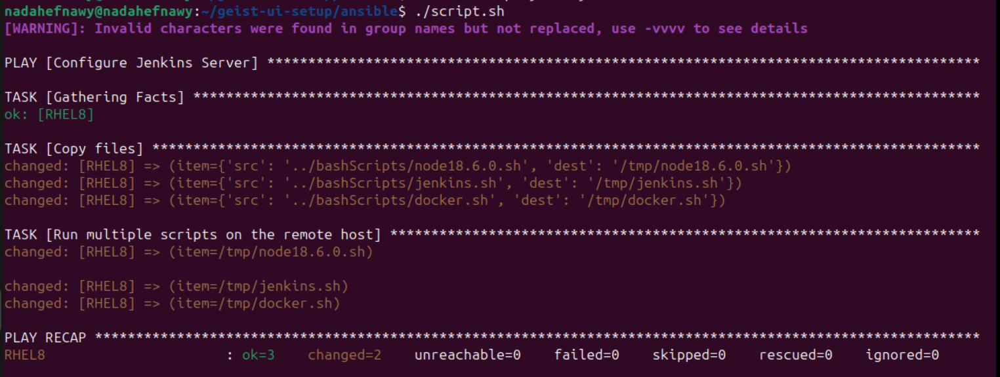 nadahefnawy@nadahefnawy:~/geist-ui-setup/ansible$ ./script.sh
[WARNING]: Invalid characters were found in group names but not replaced, use -vvvv to see details
PLAY [Configure Jenkins Server] ***************************************************************************************
TASK [Gathering Facts] ************************************************************************************************
ok: [RHEL8]
TASK [Copy files] *****************************************************************************************************
changed: [RHEL8] => (item={'src': '../bashScripts/node18.6.0.sh', 'dest': '/tmp/node18.6.0.sh'})
changed: [RHEL8] => (item={'src': '../bashScripts/jenkins.sh', 'dest': '/tmp/jenkins.sh'})
changed: [RHEL8] => (item={'src': '../bashScripts/docker.sh', 'dest': '/tmp/docker.sh'})
TASK [Run multiple scripts on the remote host] ************************************************************************
changed: [RHEL8] => (item=/tmp/node18.6.0.sh)
changed: [RHEL8] => (item=/tmp/jenkins.sh)
changed: [RHEL8] => (item=/tmp/docker.sh)
PLAY RECAP ************************************************************************************************************
RHEL8                      : ok=3    changed=2    unreachable=0    failed=0    skipped=0    rescued=0    ignored=0